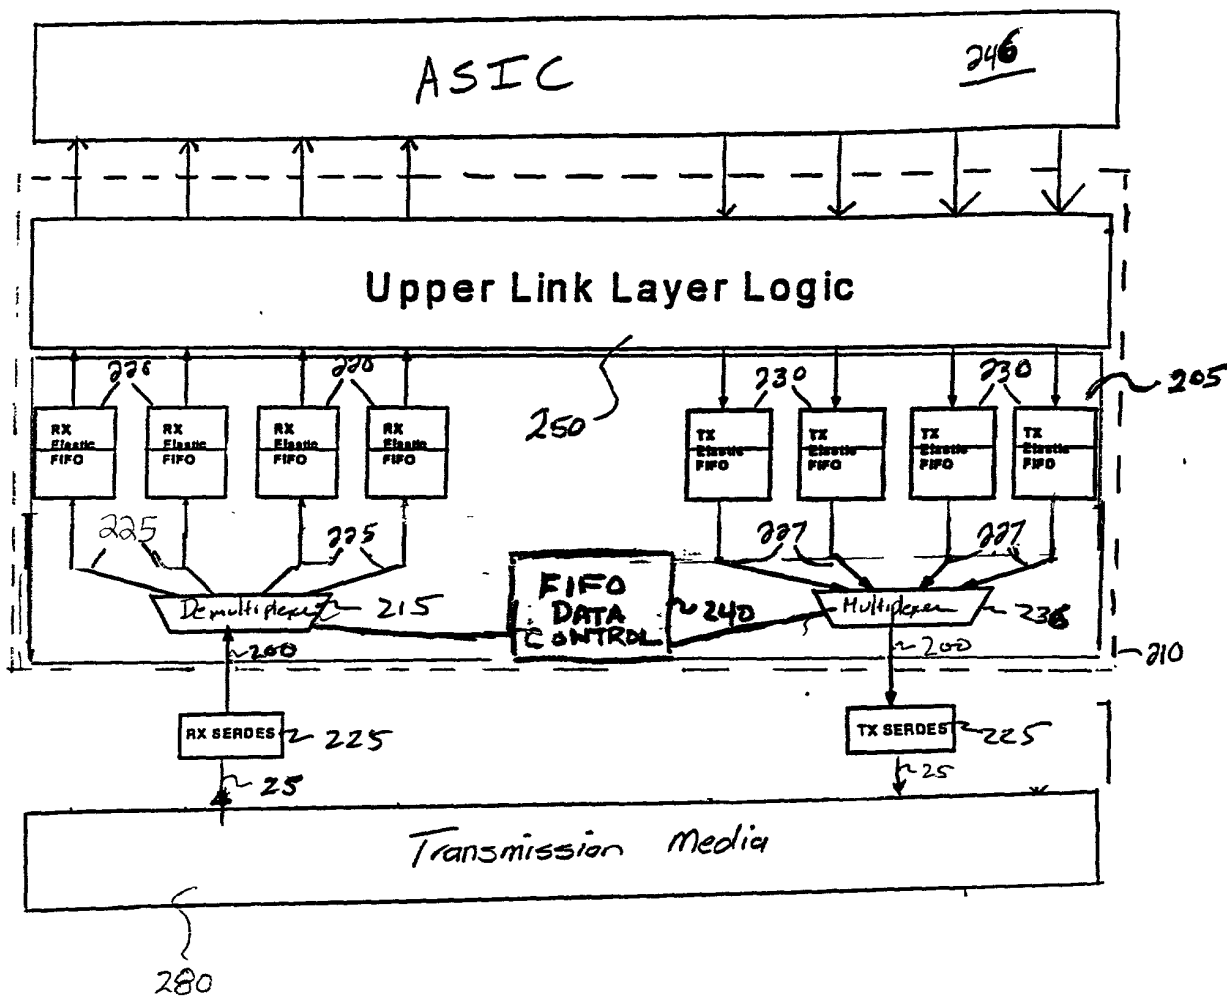 ASIC
246
Upper Link Layer Logic
220
220
250
230
230
205
RX
Elastic
FIFO
RX
Elastic
FIFO
RX
Elastic
FIFO
RX
Elastic
FIFO
TX
Elastic
FIFO
TX
Elastic
FIFO
TX
Elastic
FIFO
TX
Elastic
FIFO
225
225
227
227
Demultiplexer
215
FIFO
DATA
CONTROL
240
Multiplexer
236
200
200
210
RX SERDES
225
TX SERDES
225
25
25
Transmission Media
280